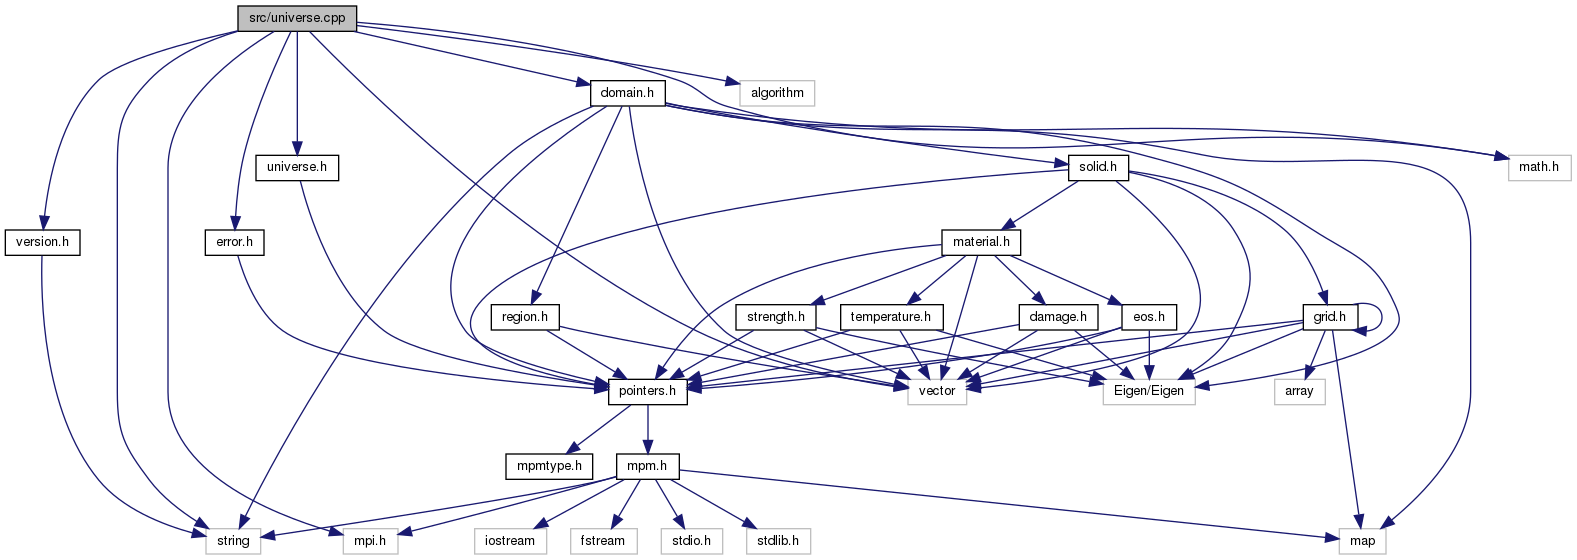 src/universe.cpp
domain.h
algorithm
universe.h
solid.h
math.h
version.h
error.h
material.h
region.h
strength.h
temperature.h
damage.h
eos.h
grid.h
pointers.h
vector
Eigen/Eigen
array
mpmtype.h
mpm.h
string
mpi.h
iostream
fstream
stdio.h
stdlib.h
map